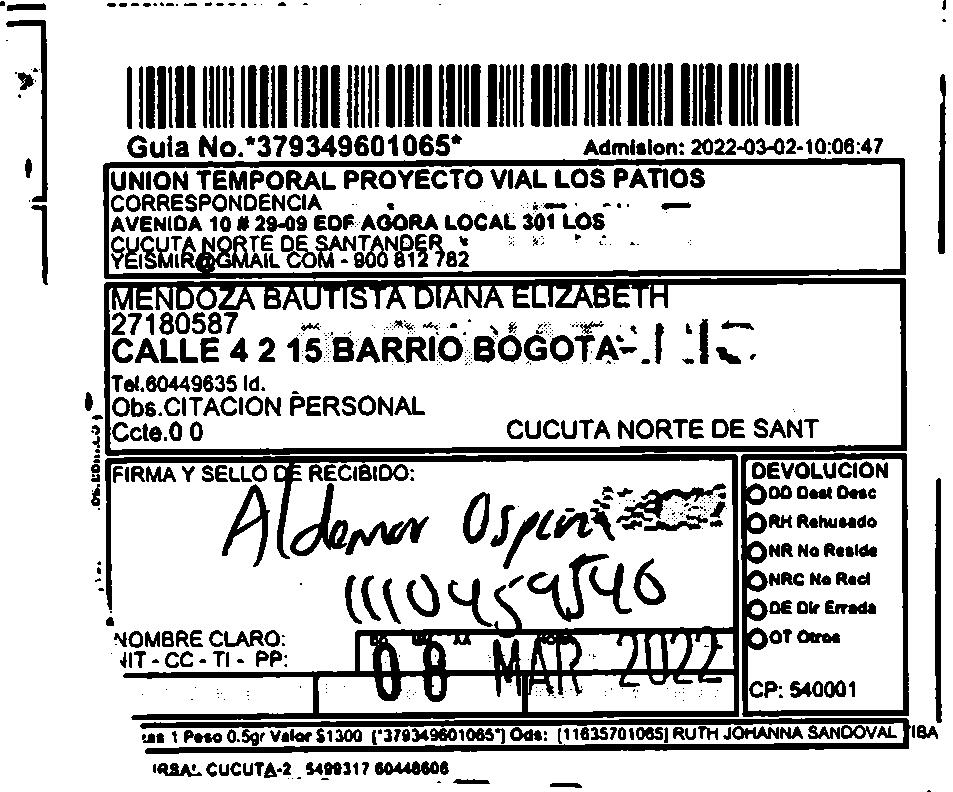 Guia No.*379349601065*
Admision: 2022-03-02-10:06:47
UNION TEMPORAL PROYECTO VIAL LOS PATIOS
CORRESPONDENCIA
AVENIDA 10 # 29-09 EDF AGORA LOCAL 301 LOS
CUCUTA NORTE DE SANTANDER
YEISMIR@GMAIL COM - 900 812 782
MENDOZA BAUTISTA DIANA ELIZABETH
27180587
CALLE 4 2 15 BARRIO BOGOTA-
Tel.60449635 Id.
Obs.CITACION PERSONAL
Ccte.0 0
CUCUTA NORTE DE SANT
FIRMA Y SELLO DE RECIBIDO:
Aldemar Ospina
1110459546
NOMBRE CLARO:
NIT - CC - TI - PP:
08 MAR 2022
DEVOLUCION
DD Dest Desc
RH Rehusado
NR No Reside
NRC No Recl
DE Dir Errada
OT Otros
CP: 540001
zas 1 Peso 0.5gr Valor $1300 (*379349601065*) Ods: [11635701065] RUTH JOHANNA SANDOVAL TIBA
IRSAL CUCUTA-2 5499317 60448606